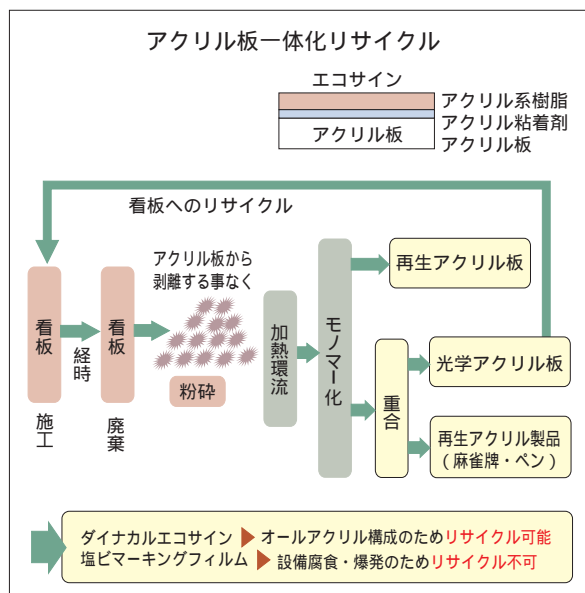 アクリル板一体化リサイクル
エコサイン
アクリル系樹脂
アクリル粘着剤
アクリル板
アクリル板
看板へのリサイクル
アクリル板から
剥離する事なく
看板
経時
看板
施工
廃棄
粉砕
加熱環流
モノマー化
再生アクリル板
重合
光学アクリル板
再生アクリル製品
(麻雀牌・ペン)
ダイナカルエコサイン ▶ オールアクリル構成のためリサイクル可能
塩ビマーキングフィルム ▶ 設備腐食・爆発のためリサイクル不可